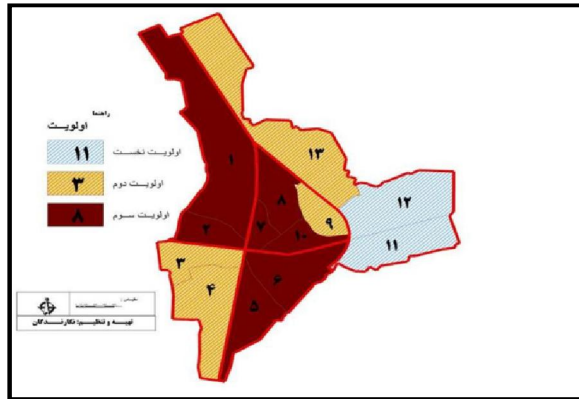 راهنما
اولویت
۱۱ اولویت نخست
۳ اولویت دوم
۸ اولویت سوم
۱
۲
۳
۴
۵
۶
۷
۸
۹
۱۰
۱۱
۱۲
۱۳
تهیه و تنظیم: نگارندگان